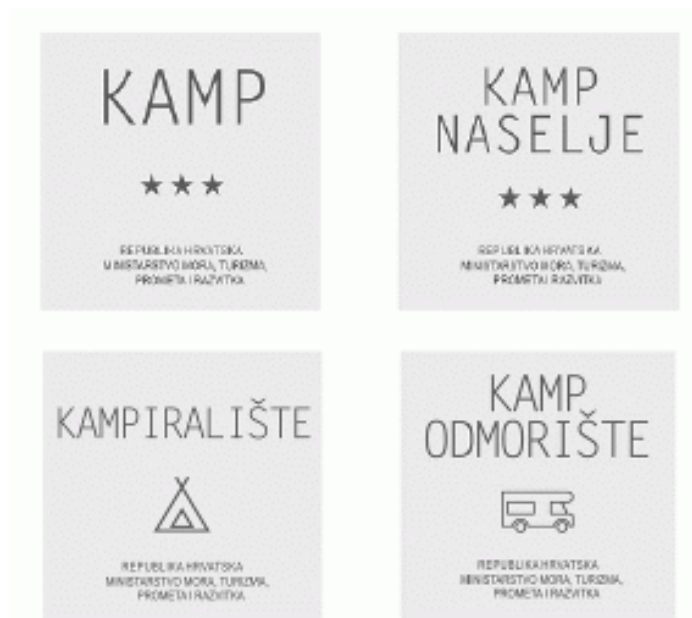 KAMP
REPUBLIKA HRVATSKA
MINISTARSTVO MORA, TURIZMA,
PROMETA I RAZVITKA
KAMP
NASELJE
REPUBLIKA HRVATSKA
MINISTARSTVO MORA, TURIZMA,
PROMETA I RAZVITKA
KAMPIRALIŠTE
REPUBLIKA HRVATSKA
MINISTARSTVO MORA, TURIZMA,
PROMETA I RAZVITKA
KAMP
ODMORIŠTE
REPUBLIKA HRVATSKA
MINISTARSTVO MORA, TURIZMA,
PROMETA I RAZVITKA